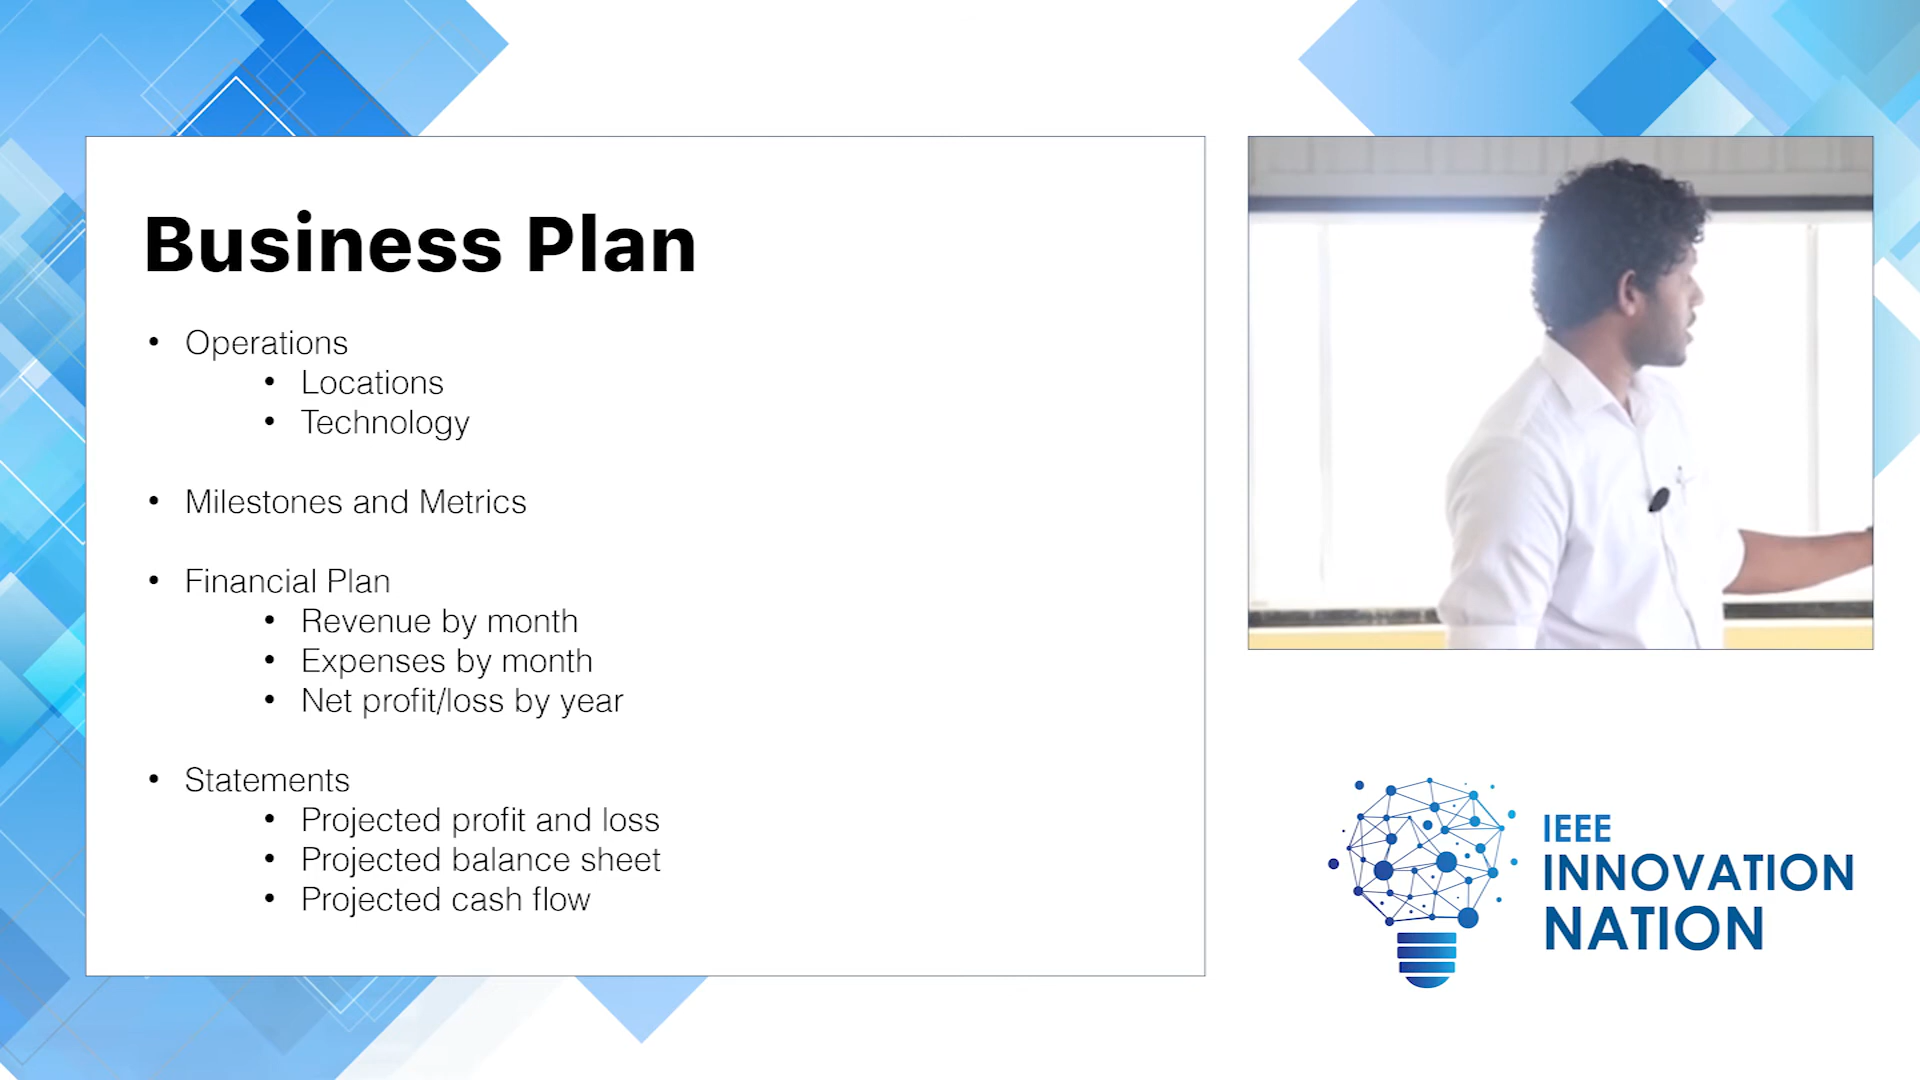 Business Plan
• Operations
• Locations
• Technology
• Milestones and Metrics
• Financial Plan
• Revenue by month
• Expenses by month
• Net profit/loss by year
• Statements
• Projected profit and loss
• Projected balance sheet
• Projected cash flow
IEEE
INNOVATION
NATION